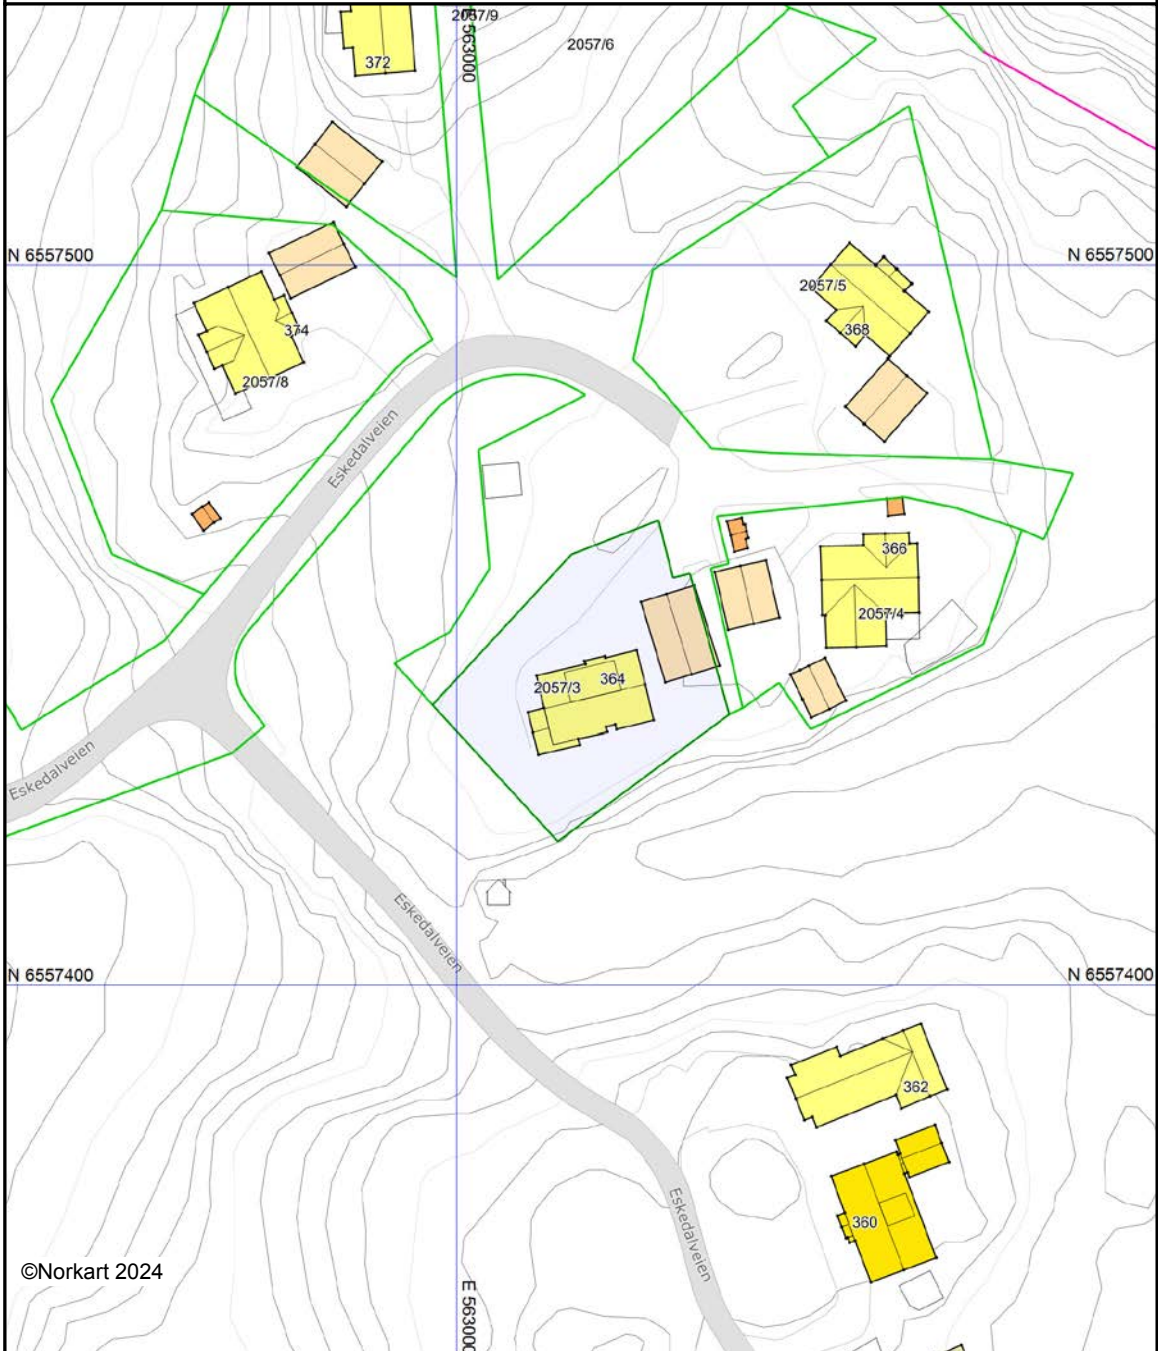 2057/9
E 563000
2057/6
372
N 6557500
N 6557500
2057/5
368
374
2057/8
Eskedalveien
366
2057/4
364
2057/3
Eskedalveien
Eskedalveien
N 6557400
N 6557400
362
360
Eskedalveien
©Norkart 2024
E 563000